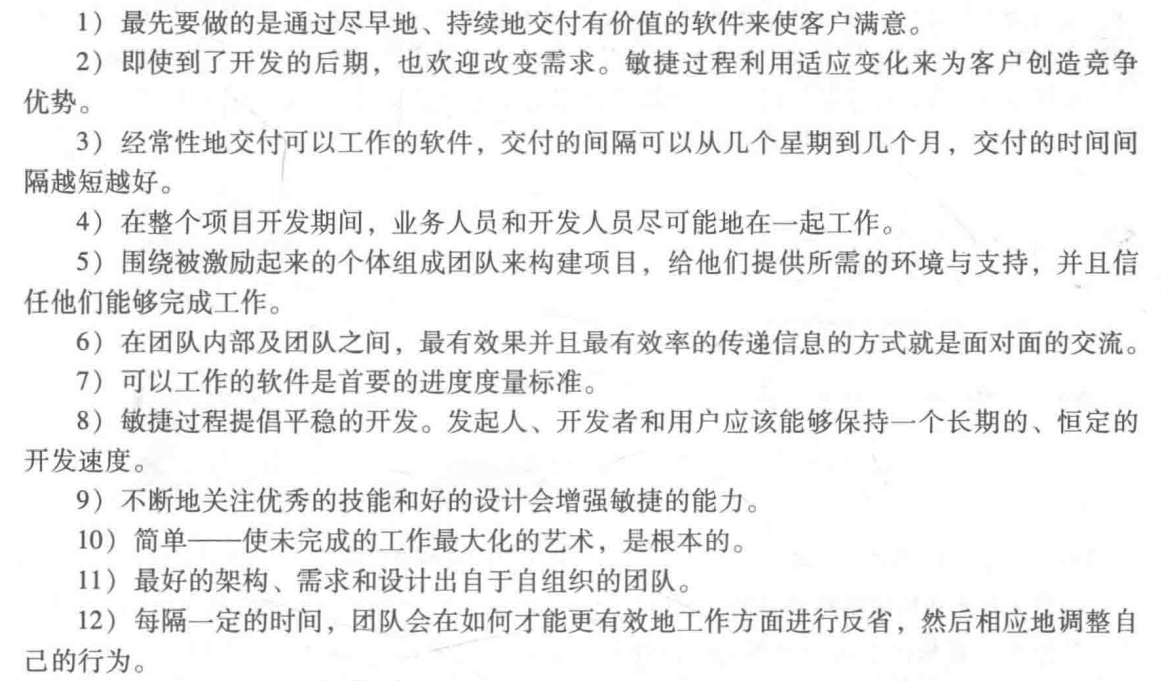 1）最先要做的是通过尽早地、持续地交付有价值的软件来使客户满意。
2）即使到了开发的后期，也欢迎改变需求。敏捷过程利用适应变化来为客户创造竞争
优势。
3）经常性地交付可以工作的软件，交付的间隔可以从几个星期到几个月，交付的时间间
隔越短越好。
4）在整个项目开发期间，业务人员和开发人员尽可能地在一起工作。
5）围绕被激励起来的个体组成团队来构建项目，给他们提供所需的环境与支持，并且信
任他们能够完成工作。
6）在团队内部及团队之间，最有效果并且最有效率的传递信息的方式就是面对面的交流。
7）可以工作的软件是首要的进度度量标准。
8）敏捷过程提倡平稳的开发。发起人、开发者和用户应该能够保持一个长期的、恒定的
开发速度。
9）不断地关注优秀的技能和好的设计会增强敏捷的能力。
10）简单——使未完成的工作最大化的艺术，是根本的。
11）最好的架构、需求和设计出自于自组织的团队。
12）每隔一定的时间，团队会在如何才能更有效地工作方面进行反省，然后相应地调整自
己的行为。